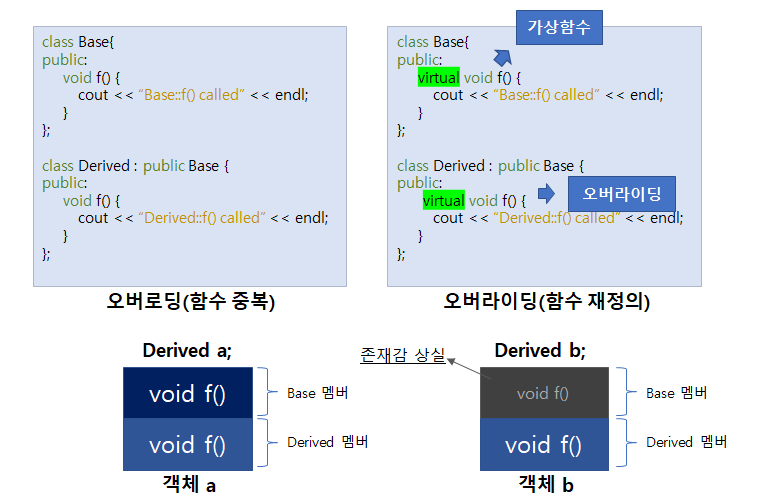 class Base{
public:
void f() {
cout << “Base::f() called” << endl;
}
};
class Derived : public Base {
public:
void f() {
cout << “Derived::f() called” << endl;
}
};
오버로딩(함수 중복)
가상함수
class Base{
public:
virtual void f() {
cout << “Base::f() called” << endl;
}
};
class Derived : public Base {
public:
virtual void f() {
오버라이딩
cout << “Derived::f() called” << endl;
}
};
오버라이딩(함수 재정의)
Derived a;
void f()
Base 멤버
void f()
Derived 멤버
객체 a
존재감 상실
Derived b;
void f()
Base 멤버
void f()
Derived 멤버
객체 b